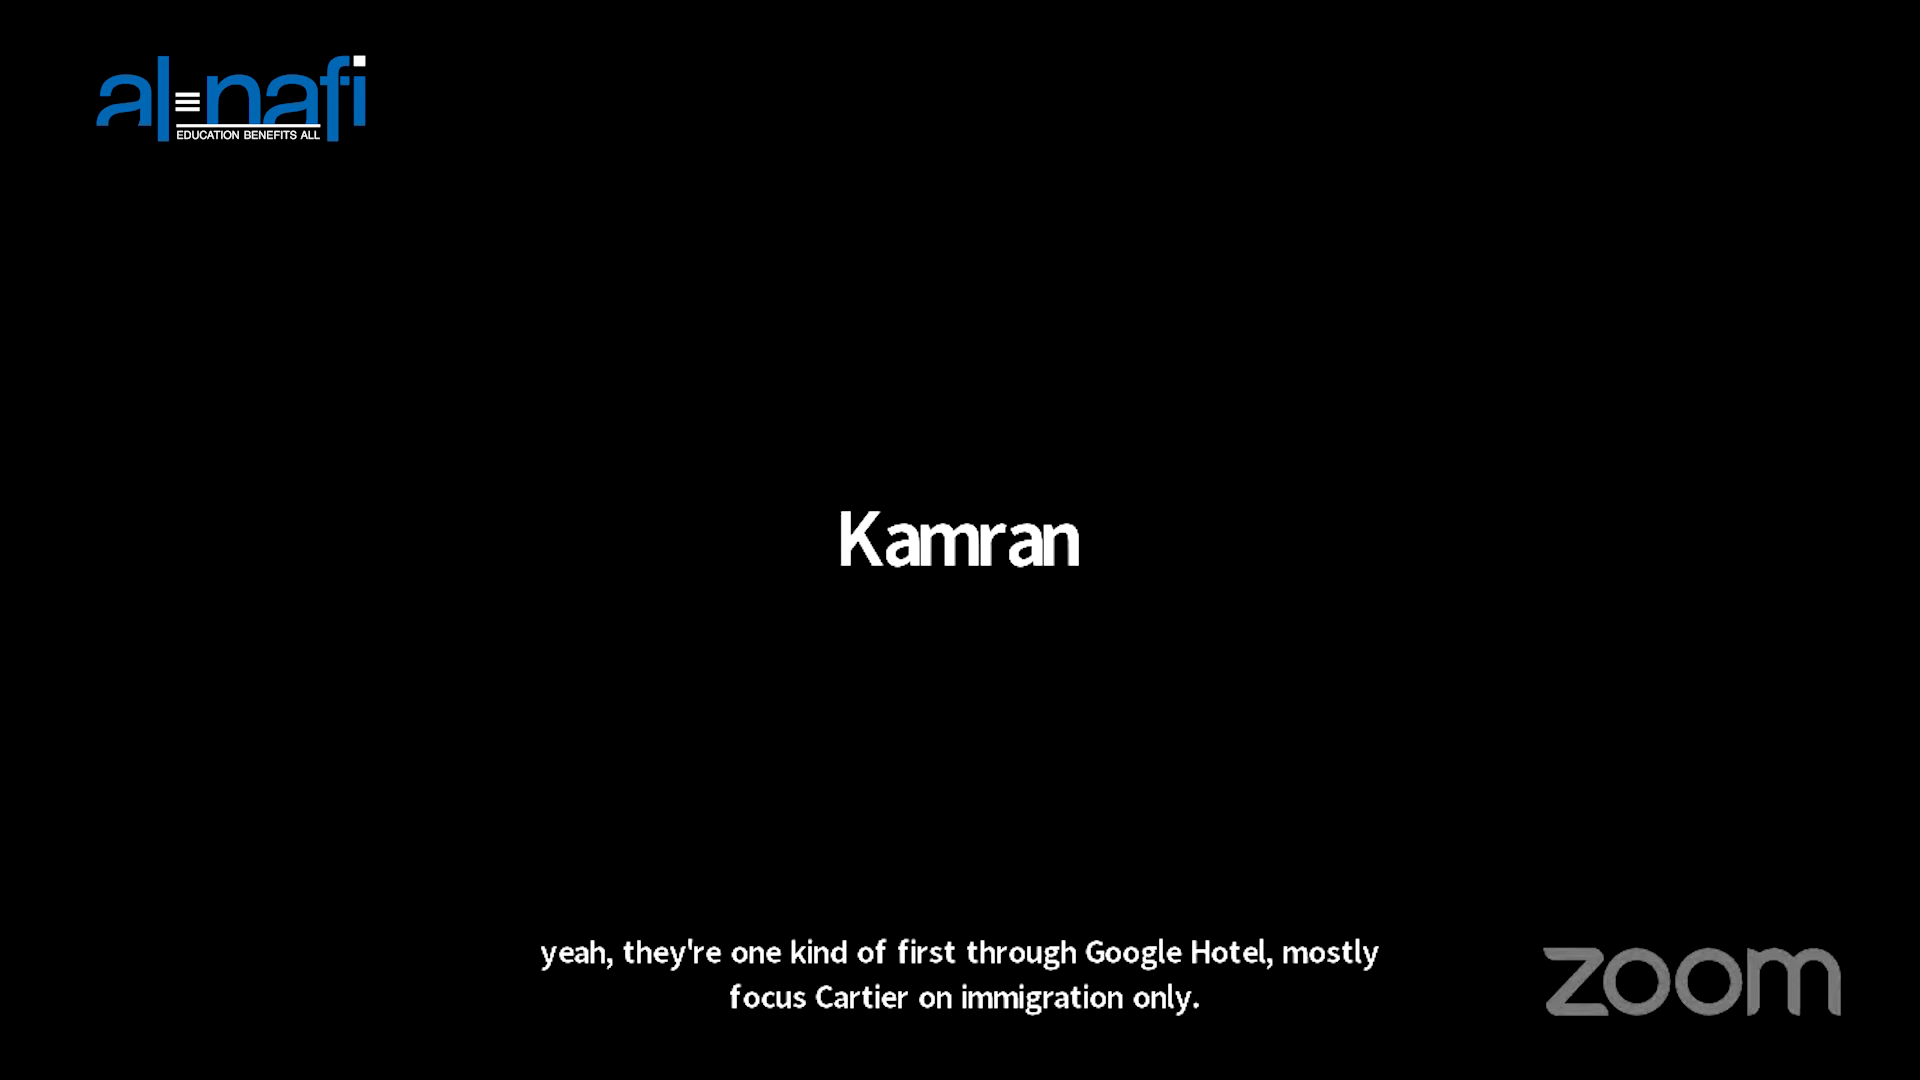 al-nafi
EDUCATION BENEFITS ALL
Kamran
yeah, they're one kind of first through Google Hotel, mostly
focus Cartier on immigration only.
zoom